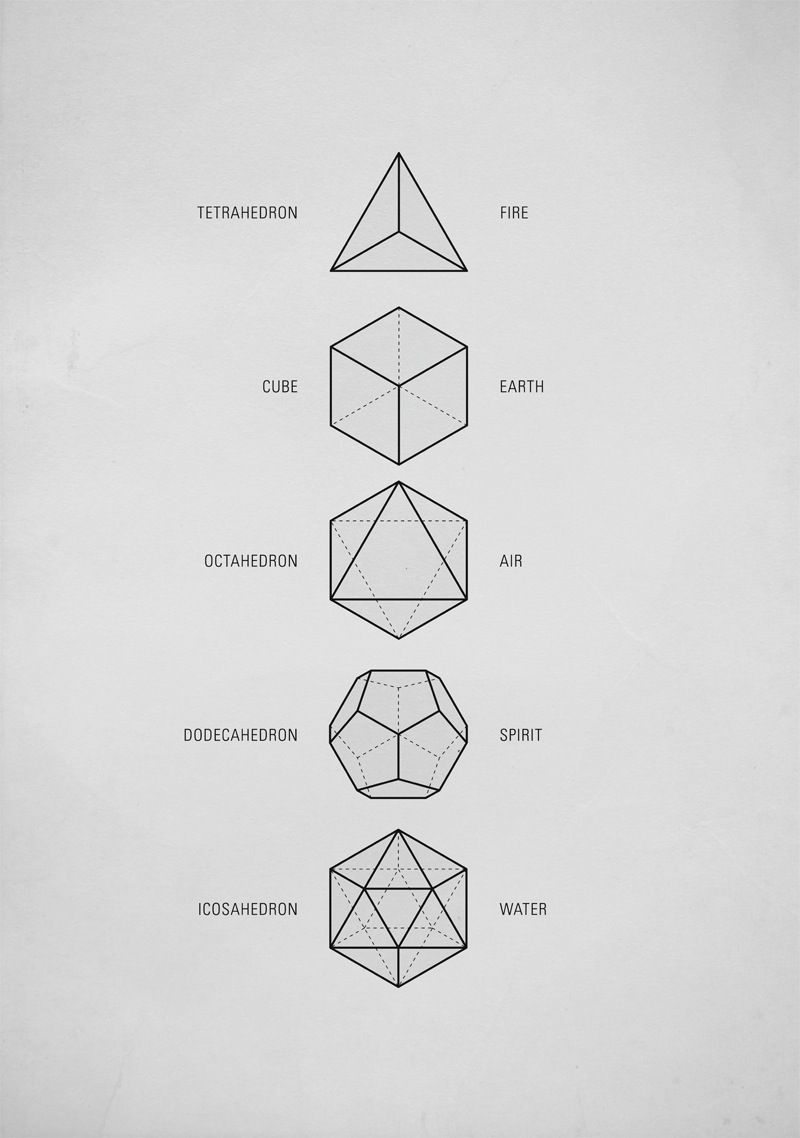 TETRAHEDRON FIRE
CUBE EARTH
OCTAHEDRON AIR
DODECAHEDRON SPIRIT
ICOSAHEDRON WATER